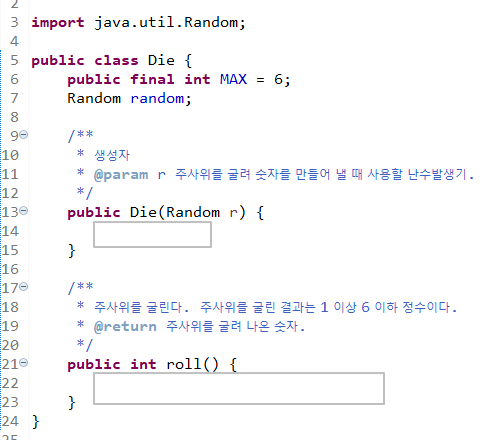 2
3 import java.util.Random;
4
5 public class Die {
6 public final int MAX = 6;
7 Random random;
8
9 /**
10 * 생성자
11 * @param r 주사위를 굴려 숫자를 만들어 낼 때 사용할 난수발생기.
12 */
13 public Die(Random r) {
14
15 }
16
17 /**
18 * 주사위를 굴린다. 주사위를 굴린 결과는 1 이상 6 이하 정수이다.
19 * @return 주사위를 굴려 나온 숫자.
20 */
21 public int roll() {
22
23 }
24 }
25